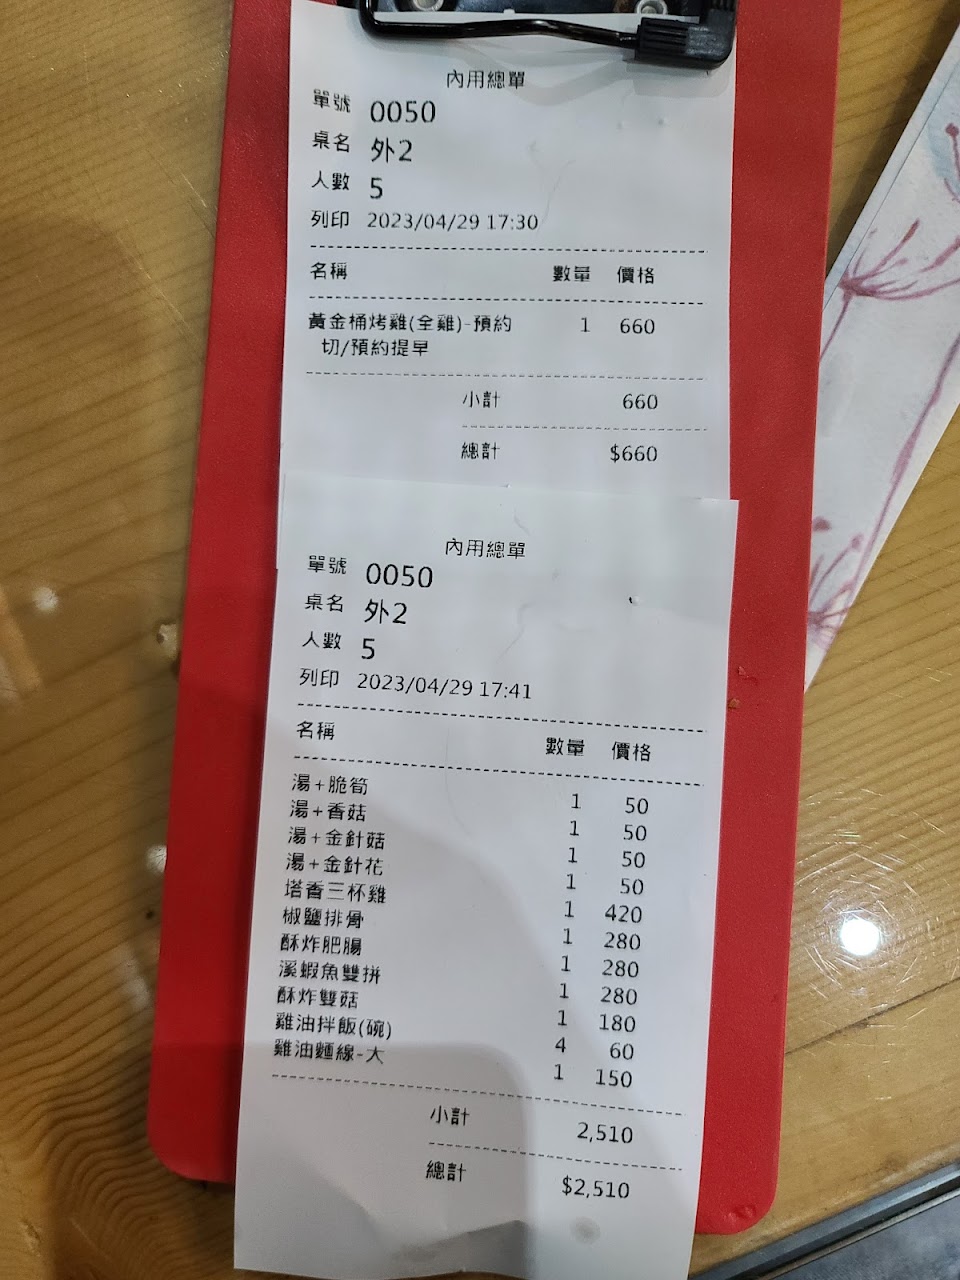 內用總單
單號 0050
桌名 外2
人數 5
列印 2023/04/29 17:30
名稱 數量 價格
黃金桶烤雞(全雞)-預約 1 660
切/預約提早
小計 660
總計 $660
內用總單
單號 0050
桌名 外2
人數 5
列印 2023/04/29 17:41
名稱 數量 價格
湯+脆筍 1 50
湯+香菇 1 50
湯+金針菇 1 50
湯+金針花 1 50
塔香三杯雞 1 420
椒鹽排骨 1 280
酥炸肥腸 1 280
溪蝦魚雙拼 1 280
酥炸雙菇 1 180
雞油拌飯(碗) 4 60
雞油麵線-大 1 150
小計 2,510
總計 $2,510